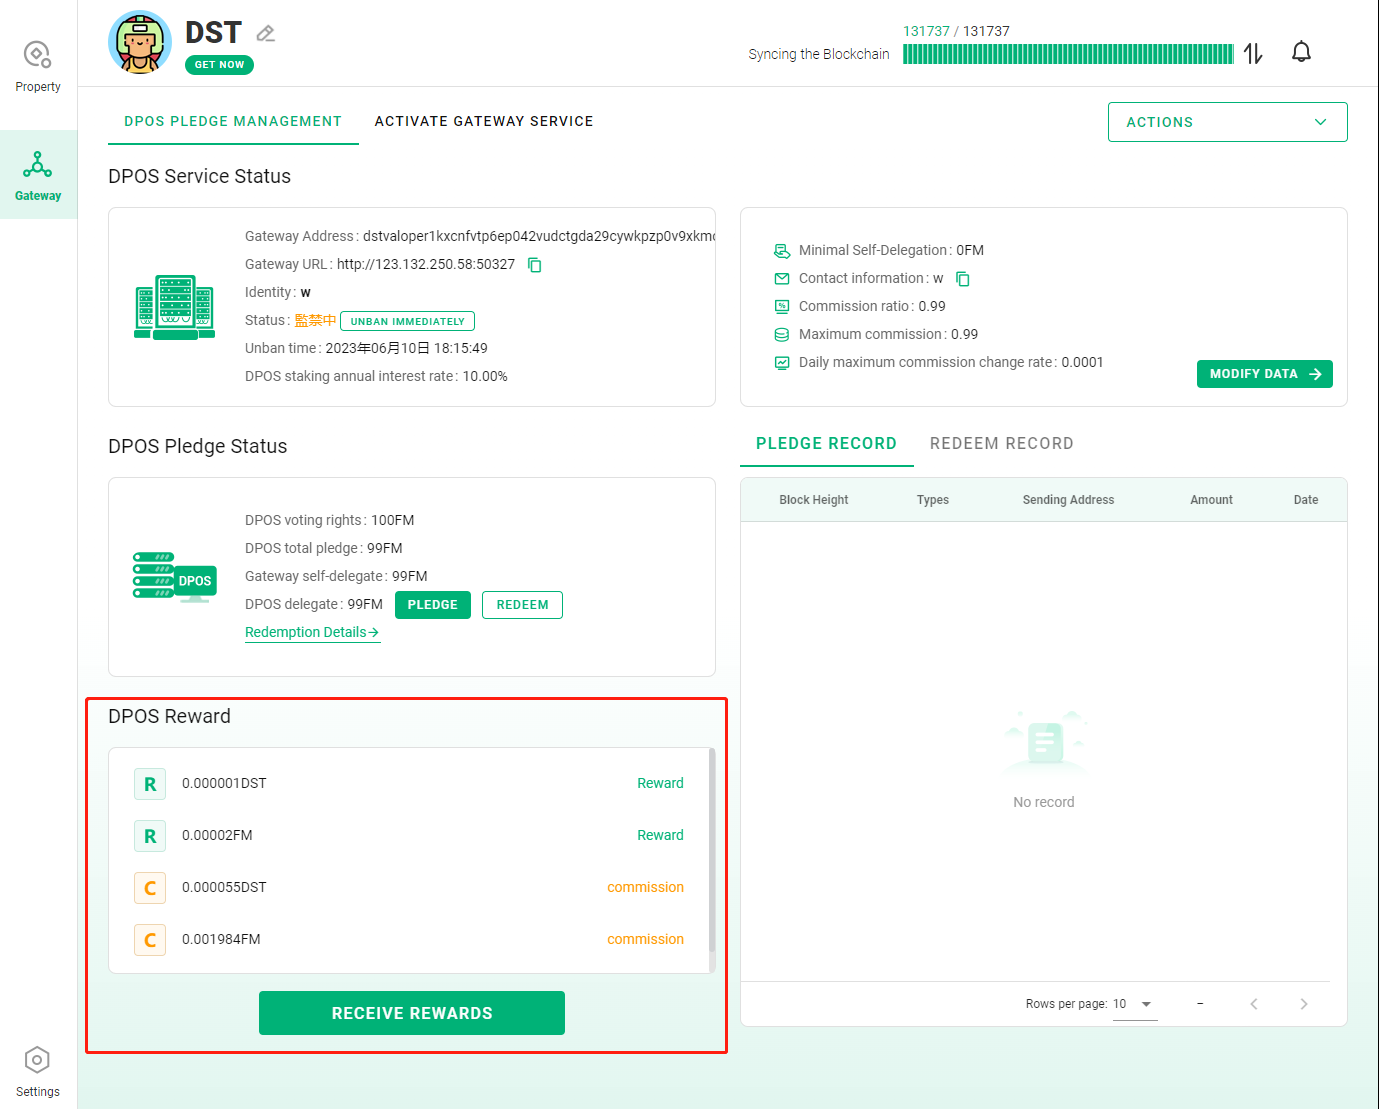 Property
Gateway
Settings
DST
GET NOW
Syncing the Blockchain
131737 / 131737
DPOS PLEDGE MANAGEMENT
ACTIVATE GATEWAY SERVICE
ACTIONS
DPOS Service Status
Gateway Address : dstvaloper1kxcnfvtp6ep042vudctgda29cywkpzp0v9xkm
Gateway URL : http://123.132.250.58:50327
Identity : w
Status : 監禁中 UNBAN IMMEDIATELY
Unban time : 2023年06月10日 18:15:49
DPOS staking annual interest rate : 10.00%
Minimal Self-Delegation : 0FM
Contact information : w
Commission ratio : 0.99
Maximum commission : 0.99
Daily maximum commission change rate : 0.0001
MODIFY DATA
DPOS Pledge Status
DPOS
DPOS voting rights : 100FM
DPOS total pledge : 99FM
Gateway self-delegate : 99FM
DPOS delegate : 99FM PLEDGE REDEEM
Redemption Details
PLEDGE RECORD REDEEM RECORD
Block Height Types Sending Address Amount Date
No record
Rows per page: 10 –
DPOS Reward
R 0.000001DST Reward
R 0.00002FM Reward
C 0.000055DST commission
C 0.001984FM commission
RECEIVE REWARDS